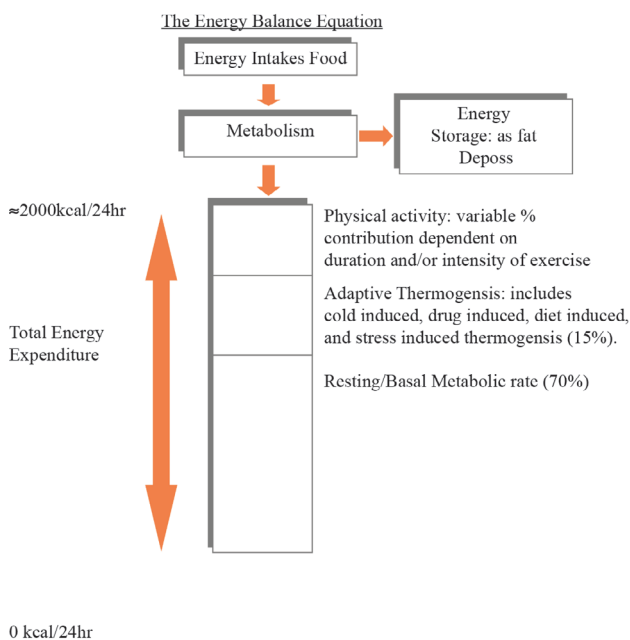 The Energy Balance Equation
Energy Intakes Food
Metabolism
Energy
Storage: as fat
Deposs
≈2000kcal/24hr
Physical activity: variable %
contribution dependent on
duration and/or intensity of exercise
Adaptive Thermogensis: includes
cold induced, drug induced, diet induced,
and stress induced thermogensis (15%).
Total Energy
Expenditure
Resting/Basal Metabolic rate (70%)
0 kcal/24hr